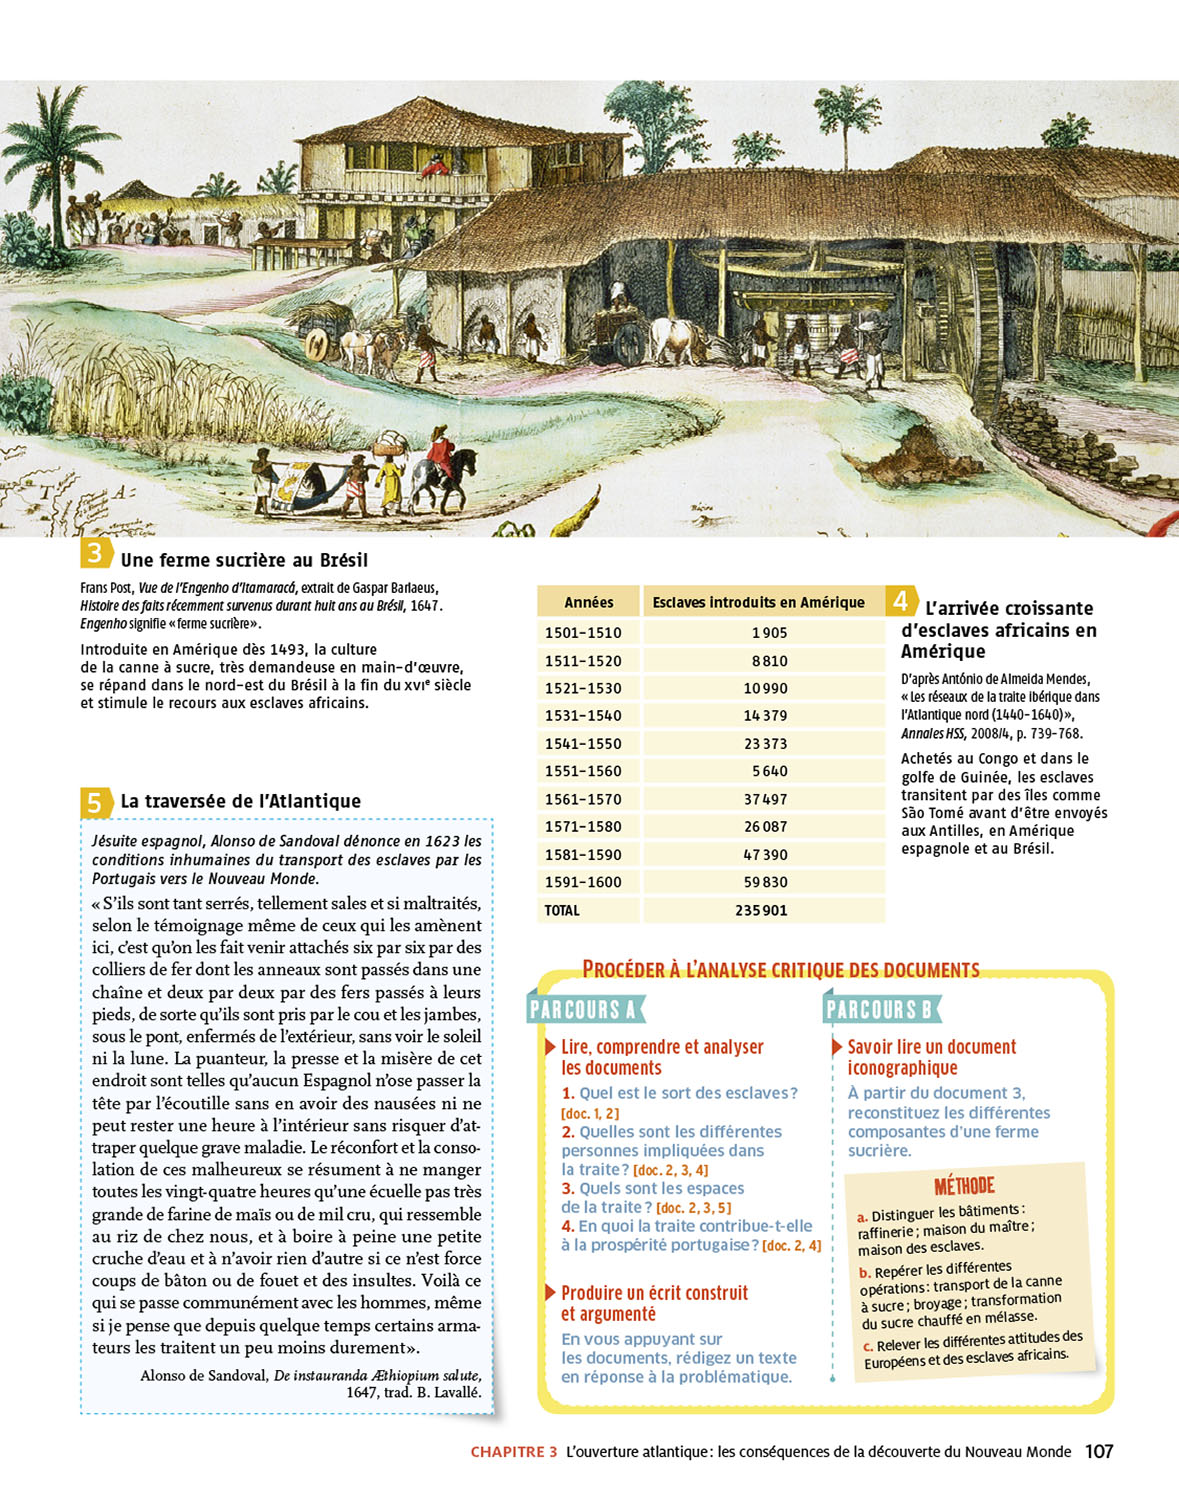 3 Une ferme sucrière au Brésil
Frans Post, Vue de l'Engenho d'Itamaracá, extrait de Gaspar Barlaeus,
Histoire des faits récemment survenus durant huit ans au Brésil, 1647.
Engenho signifie « ferme sucrière ».
Introduite en Amérique dès 1493, la culture
de la canne à sucre, très demandeuse en main-d'œuvre,
se répand dans le nord-est du Brésil à la fin du XVIe siècle
et stimule le recours aux esclaves africains.
Années Esclaves introduits en Amérique
1501-1510 1 905
1511-1520 8 810
1521-1530 10 990
1531-1540 14 379
1541-1550 23 373
1551-1560 5 640
1561-1570 37 497
1571-1580 26 087
1581-1590 47 390
1591-1600 59 830
TOTAL 235 901
4 L'arrivée croissante
d'esclaves africains en
Amérique
D'après António de Almeida Mendes,
« Les réseaux de la traite ibérique dans
l'Atlantique nord (1440-1640) »,
Annales HSS, 2008/4, p. 739-768.
Achetés au Congo et dans le
golfe de Guinée, les esclaves
transitent par des îles comme
São Tomé avant d'être envoyés
aux Antilles, en Amérique
espagnole et au Brésil.
5 La traversée de l'Atlantique
Jésuite espagnol, Alonso de Sandoval dénonce en 1623 les
conditions inhumaines du transport des esclaves par les
Portugais vers le Nouveau Monde.
« S'ils sont tant serrés, tellement sales et si maltraités,
selon le témoignage même de ceux qui les amènent
ici, c'est qu'on les fait venir attachés six par six par des
colliers de fer dont les anneaux sont passés dans une
chaîne et deux par deux par des fers passés à leurs
pieds, de sorte qu'ils sont pris par le cou et les jambes,
sous le pont, enfermés de l'extérieur, sans voir le soleil
ni la lune. La puanteur, la presse et la misère de cet
endroit sont telles qu'aucun Espagnol n'ose passer la
tête par l'écoutille sans en avoir des nausées ni ne
peut rester une heure à l'intérieur sans risquer d'at-
traper quelque grave maladie. Le réconfort et la conso-
lation de ces malheureux se résument à ne manger
toutes les vingt-quatre heures qu'une écuelle pas très
grande de farine de maïs ou de mil cru, qui ressemble
au riz de chez nous, et à boire à peine une petite
cruche d'eau et à n'avoir rien d'autre si ce n'est force
coups de bâton ou de fouet et des insultes. Voilà ce
qui se passe communément avec les hommes, même
si je pense que depuis quelque temps certains arma-
teurs les traitent un peu moins durement».
Alonso de Sandoval, De instauranda Æthiopium salute,
1647, trad. B. Lavallé.
PROCÉDER À L'ANALYSE CRITIQUE DES DOCUMENTS
PARCOURS A
Lire, comprendre et analyser
les documents
1. Quel est le sort des esclaves ?
[doc. 1, 2]
2. Quelles sont les différentes
personnes impliquées dans
la traite ? [doc. 2, 3, 4]
3. Quels sont les espaces
de la traite ? [doc. 2, 3, 5]
4. En quoi la traite contribue-t-elle
à la prospérité portugaise ? [doc. 2, 4]
Produire un écrit construit
et argumenté
En vous appuyant sur
les documents, rédigez un texte
en réponse à la problématique.
PARCOURS B
Savoir lire un document
iconographique
À partir du document 3,
reconstituez les différentes
composantes d'une ferme
sucrière.
MÉTHODE
a. Distinguer les bâtiments :
raffinerie ; maison du maître ;
maison des esclaves.
b. Repérer les différentes
opérations : transport de la canne
à sucre ; broyage ; transformation
du sucre chauffé en mélasse.
c. Relever les différentes attitudes des
Européens et des esclaves africains.
CHAPITRE 3 L'ouverture atlantique : les conséquences de la découverte du Nouveau Monde 107